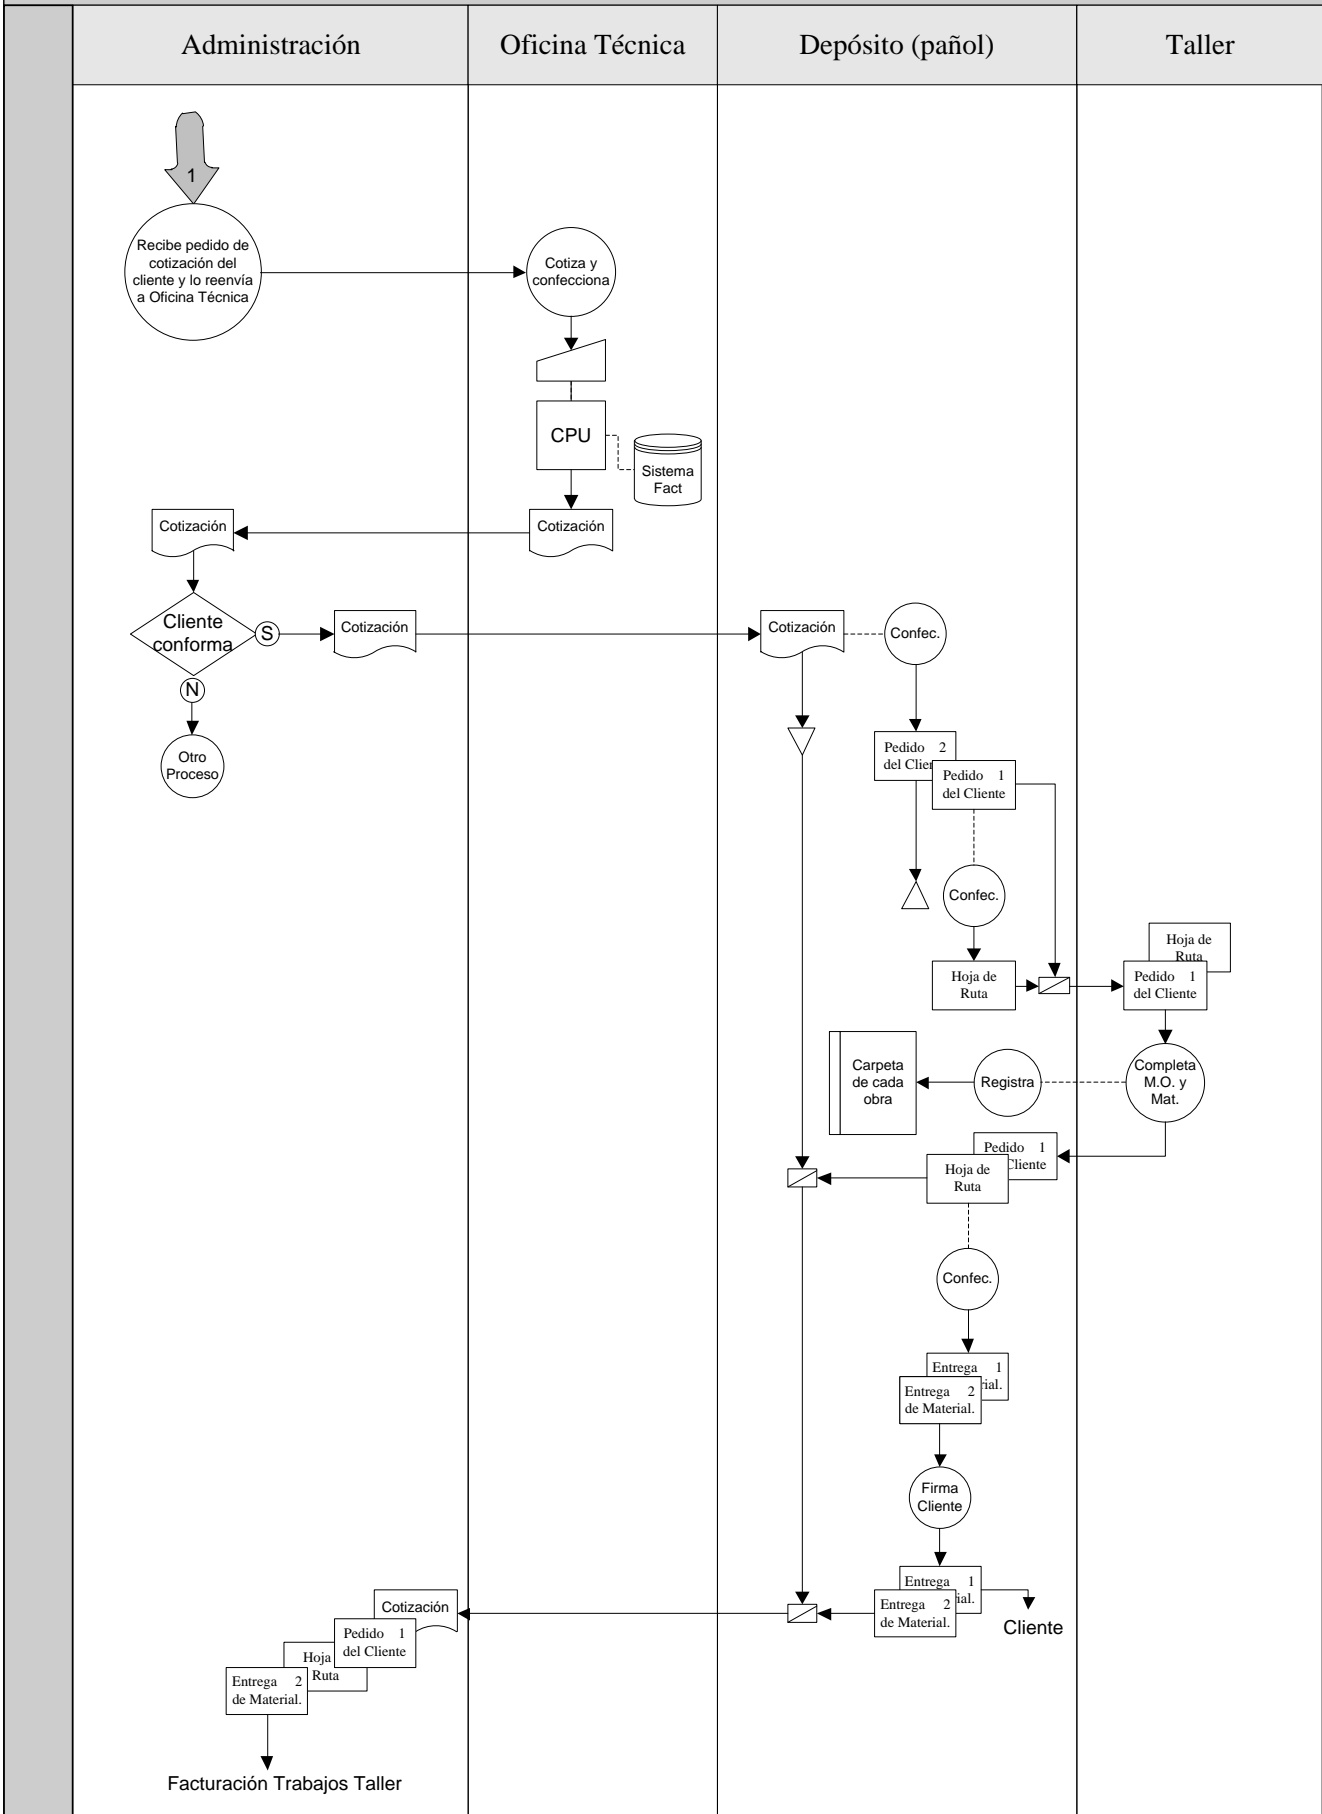 Administración
Oficina Técnica
Depósito (pañol)
Taller
1
Recibe pedido de
cotización del
cliente y lo reenvía
a Oficina Técnica
Cotiza y
confecciona
CPU
Sistema
Fact
Cotización
Cotización
Cliente
conforma
S
Cotización
Cotización
Confec.
N
Otro
Proceso
Pedido 2
del Clien
Pedido 1
del Cliente
Confec.
Hoja de
Ruta
Hoja de
Ruta
Pedido 1
del Cliente
Carpeta
de cada
obra
Registra
Completa
M.O. y
Mat.
Pedido 1
Cliente
Hoja de
Ruta
Confec.
Entrega 1
rial.
Entrega 2
de Material.
Firma
Cliente
Entrega 1
ial.
Entrega 2
de Material.
Cliente
Cotización
Pedido 1
del Cliente
Hoja
Ruta
Entrega 2
de Material.
Facturación Trabajos Taller